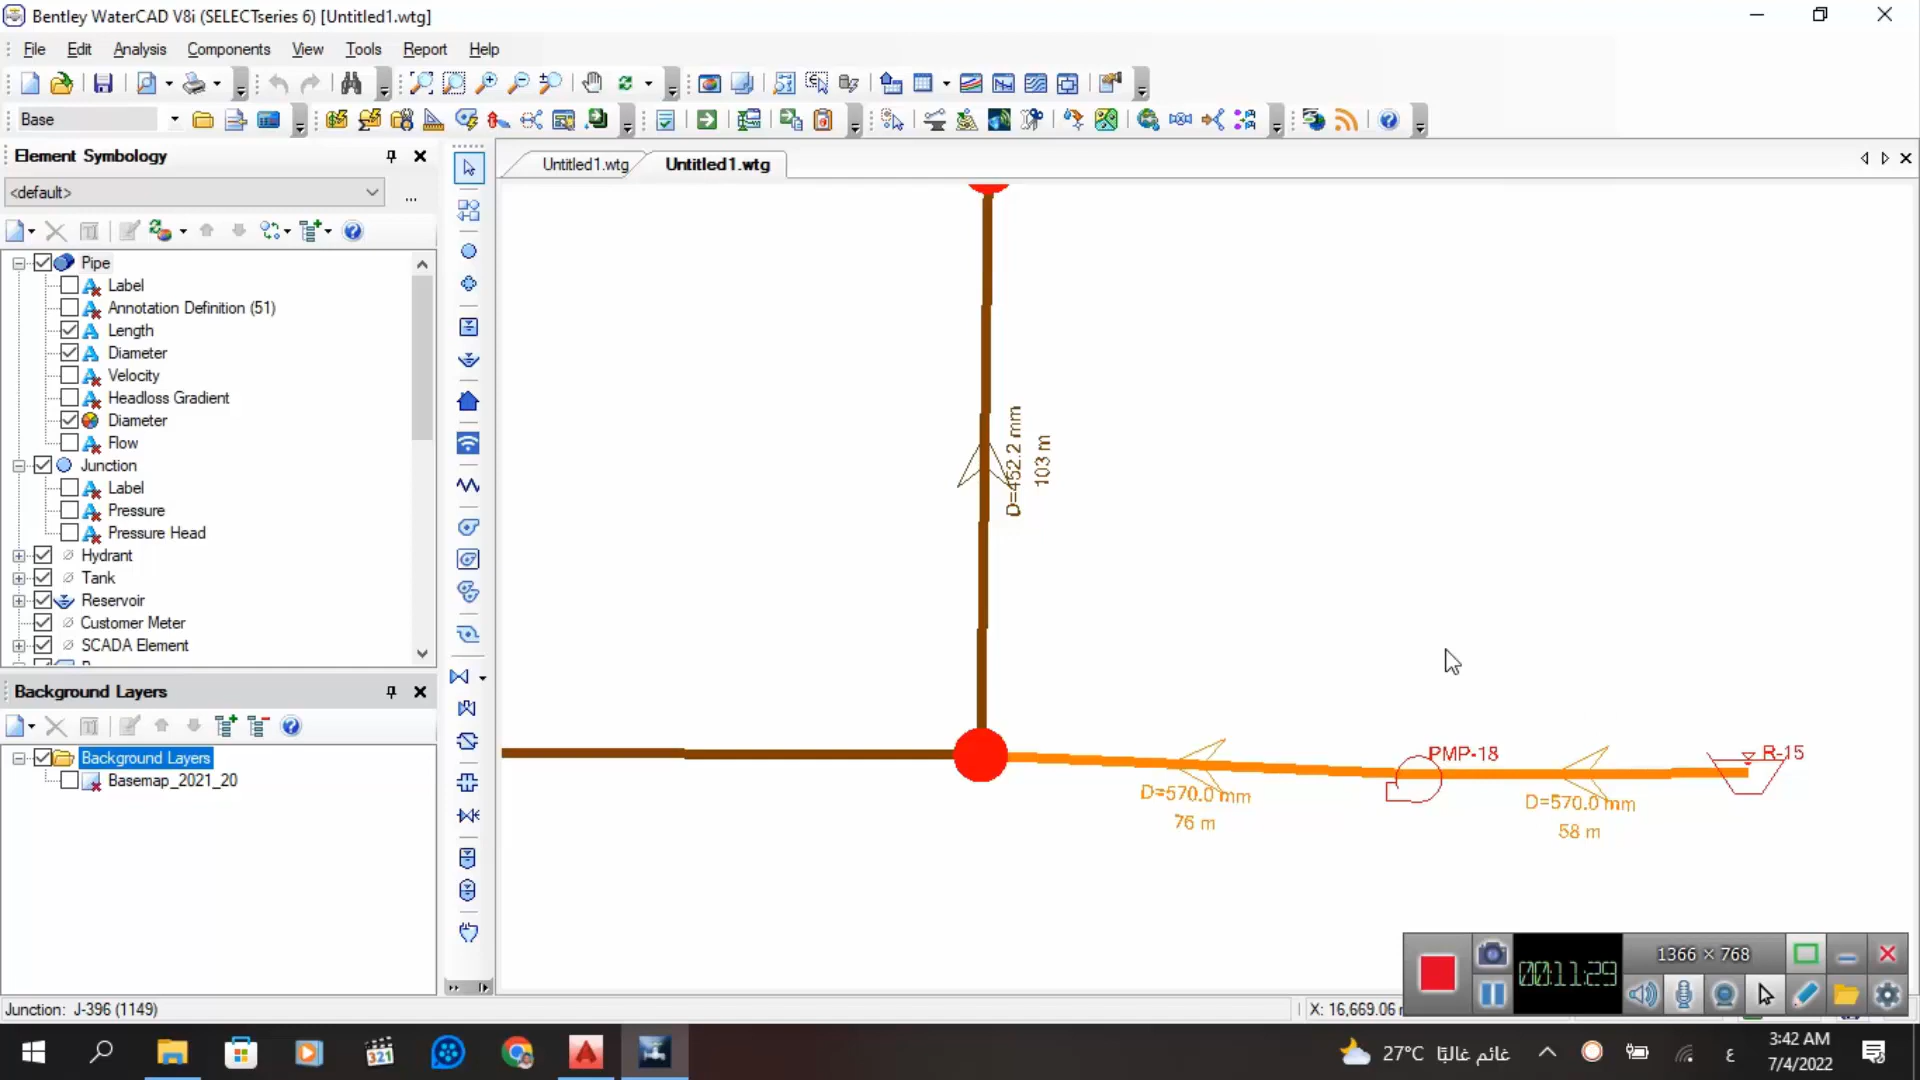 Bentley WaterCAD V8i (SELECTseries 6) [Untitled1.wtg]
File Edit Analysis Components View Tools Report Help
Base
Element Symbology
<default>
...
Pipe
Label
Annotation Definition (51)
Length
Diameter
Velocity
Headloss Gradient
Diameter
Flow
Junction
Label
Pressure
Pressure Head
Hydrant
Tank
Reservoir
Customer Meter
SCADA Element
Background Layers
Background Layers
Basemap_2021_20
Untitled1.wtg
Untitled1.wtg
D=452.2 mm
103 m
D=570.0 mm
76 m
PMP-18
D=570.0 mm
58 m
R-15
1366 × 768
00:11:29
Junction: J-396 (1149)
X: 16,669.06
321
27°C غائم غالبًا
ع
3:42 AM
7/4/2022